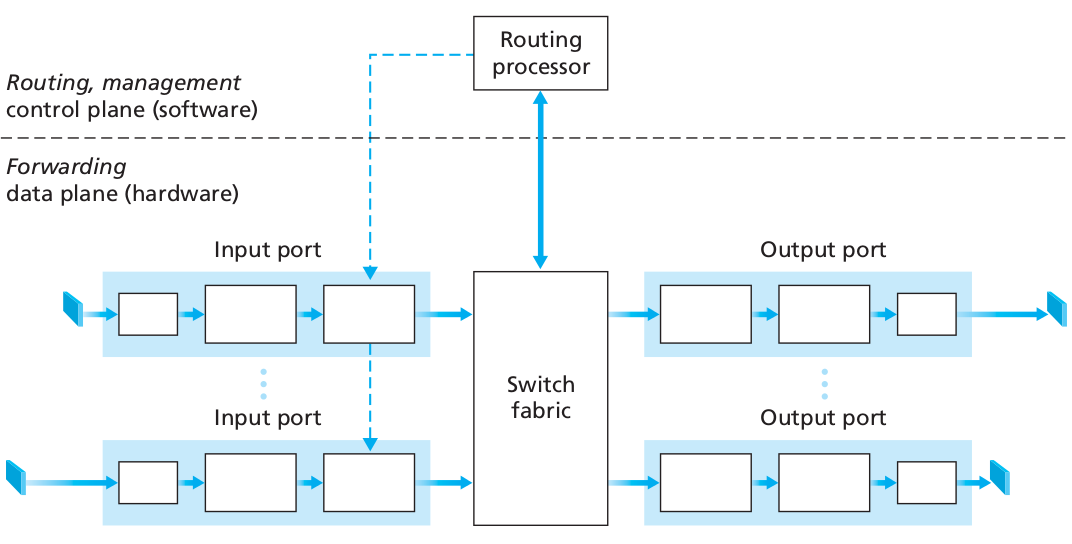 Routing
processor
Routing, management
control plane (software)
Forwarding
data plane (hardware)
Input port
Output port
Switch
fabric
Input port
Output port